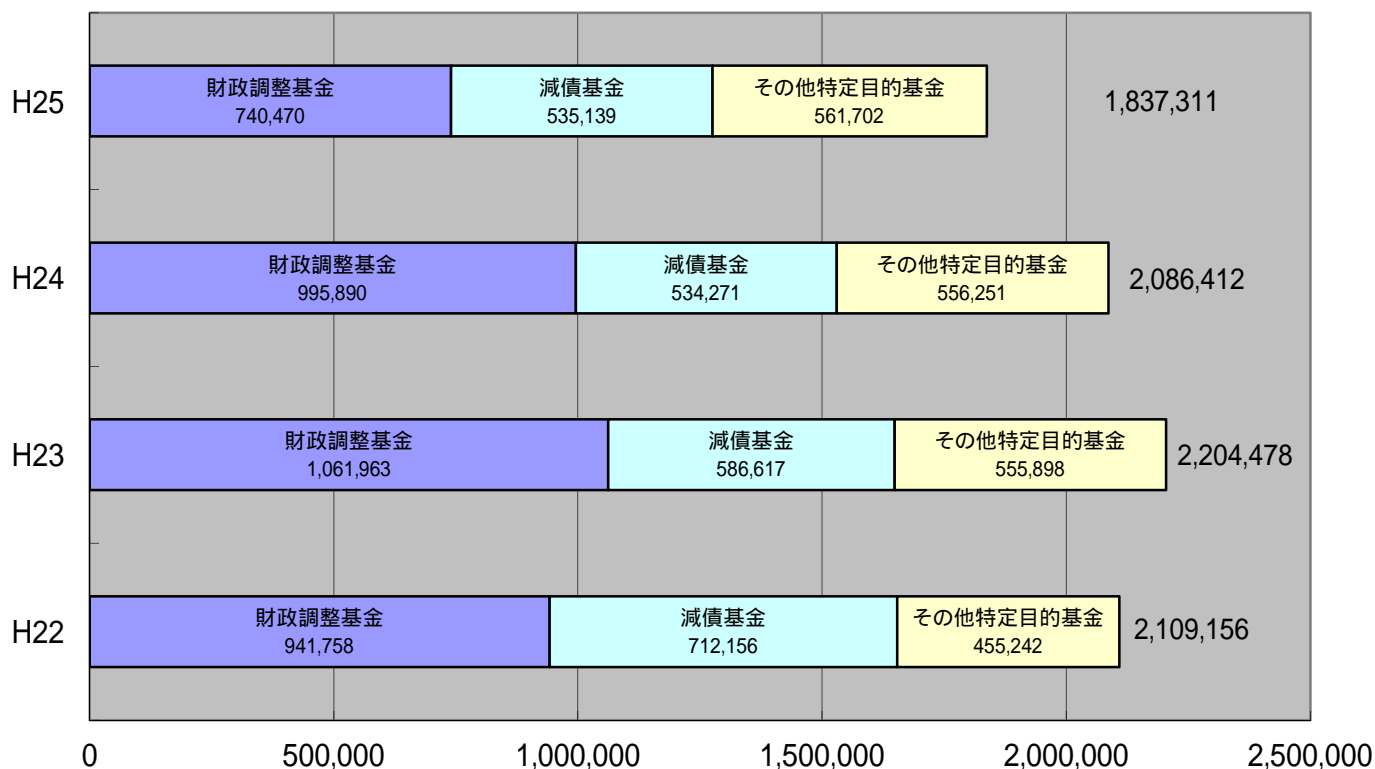 H25
財政調整基金
740,470
減債基金
535,139
その他特定目的基金
561,702
1,837,311
H24
財政調整基金
995,890
減債基金
534,271
その他特定目的基金
556,251
2,086,412
H23
財政調整基金
1,061,963
減債基金
586,617
その他特定目的基金
555,898
2,204,478
H22
財政調整基金
941,758
減債基金
712,156
その他特定目的基金
455,242
2,109,156
0 500,000 1,000,000 1,500,000 2,000,000 2,500,000